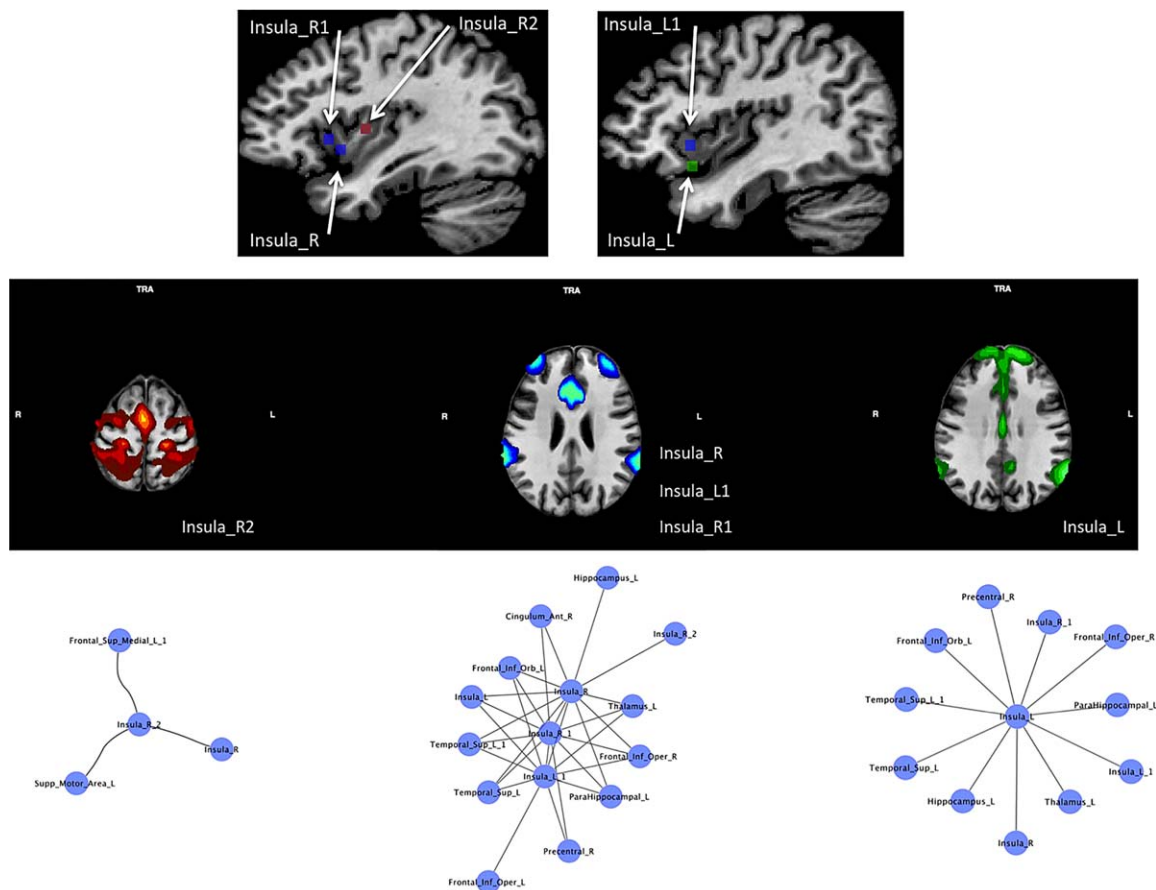 Insula_R1
Insula_R2
Insula_L1
Insula_R
Insula_L
TRA
TRA
TRA
R
L
R
L
R
L
Insula_R
Insula_L1
Insula_R2
Insula_R1
Insula_L
Frontal_Sup_Medial_L_1
Insula_R_2
Insula_R
Supp_Motor_Area_L
Hippocampus_L
Cingulum_Ant_R
Insula_R_2
Frontal_Inf_Orb_L
Insula_R
Insula_L
Thalamus_L
Insula_R_1
Temporal_Sup_L_1
Frontal_Inf_Oper_R
Insula_L_1
Temporal_Sup_L
ParaHippocampal_L
Precentral_R
Frontal_Inf_Oper_L
Precentral_R
Insula_R_1
Frontal_Inf_Orb_L
Frontal_Inf_Oper_R
Temporal_Sup_L_1
ParaHippocampal_L
Insula_L
Temporal_Sup_L
Insula_L_1
Hippocampus_L
Thalamus_L
Insula_R